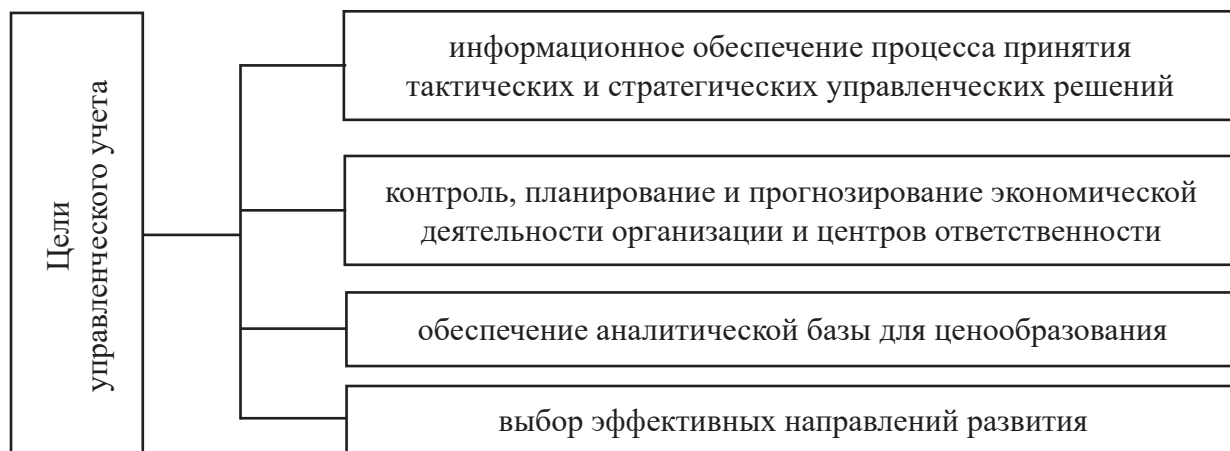 Цели
управленческого учета
информационное обеспечение процесса принятия
тактических и стратегических управленческих решений
контроль, планирование и прогнозирование экономической
деятельности организации и центров ответственности
обеспечение аналитической базы для ценообразования
выбор эффективных направлений развития